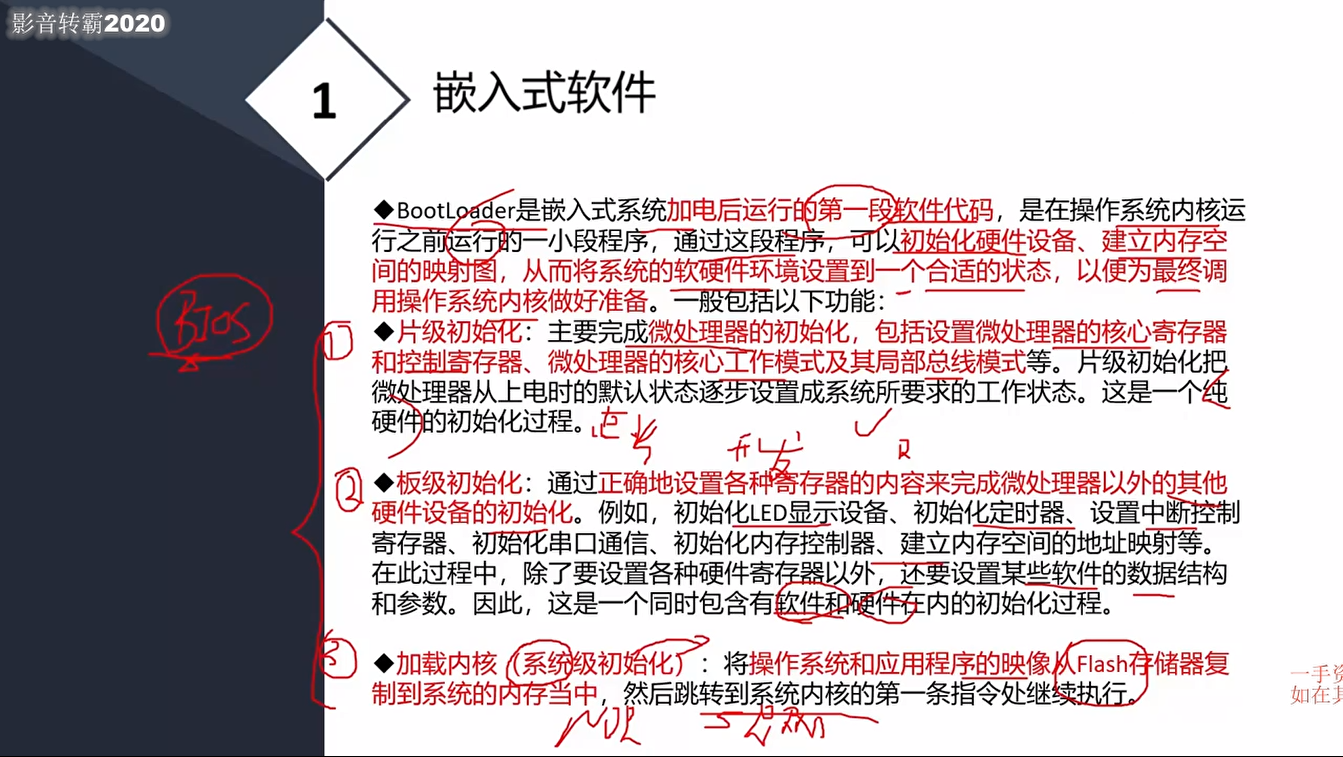 影音转霸2020
1
嵌入式软件
◆BootLoader是嵌入式系统加电后运行的第一段软件代码，是在操作系统内核运
行之前运行的一小段程序，通过这段程序，可以初始化硬件设备、建立内存空
间的映射图，从而将系统的软硬件环境设置到一个合适的状态，以便为最终调
用操作系统内核做好准备。一般包括以下功能：
BIOS
①
◆片级初始化：主要完成微处理器的初始化，包括设置微处理器的核心寄存器
和控制寄存器、微处理器的核心工作模式及其局部总线模式等。片级初始化把
微处理器从上电时的默认状态逐步设置成系统所要求的工作状态。这是一个纯
硬件的初始化过程。
②
◆板级初始化：通过正确地设置各种寄存器的内容来完成微处理器以外的其他
硬件设备的初始化。例如，初始化LED显示设备、初始化定时器、设置中断控制
寄存器、初始化串口通信、初始化内存控制器、建立内存空间的地址映射等。
在此过程中，除了要设置各种硬件寄存器以外，还要设置某些软件的数据结构
和参数。因此，这是一个同时包含有软件和硬件在内的初始化过程。
③
◆加载内核（系统级初始化）：将操作系统和应用程序的映像从Flash存储器复
制到系统的内存当中，然后跳转到系统内核的第一条指令处继续执行。
一手资
如在其